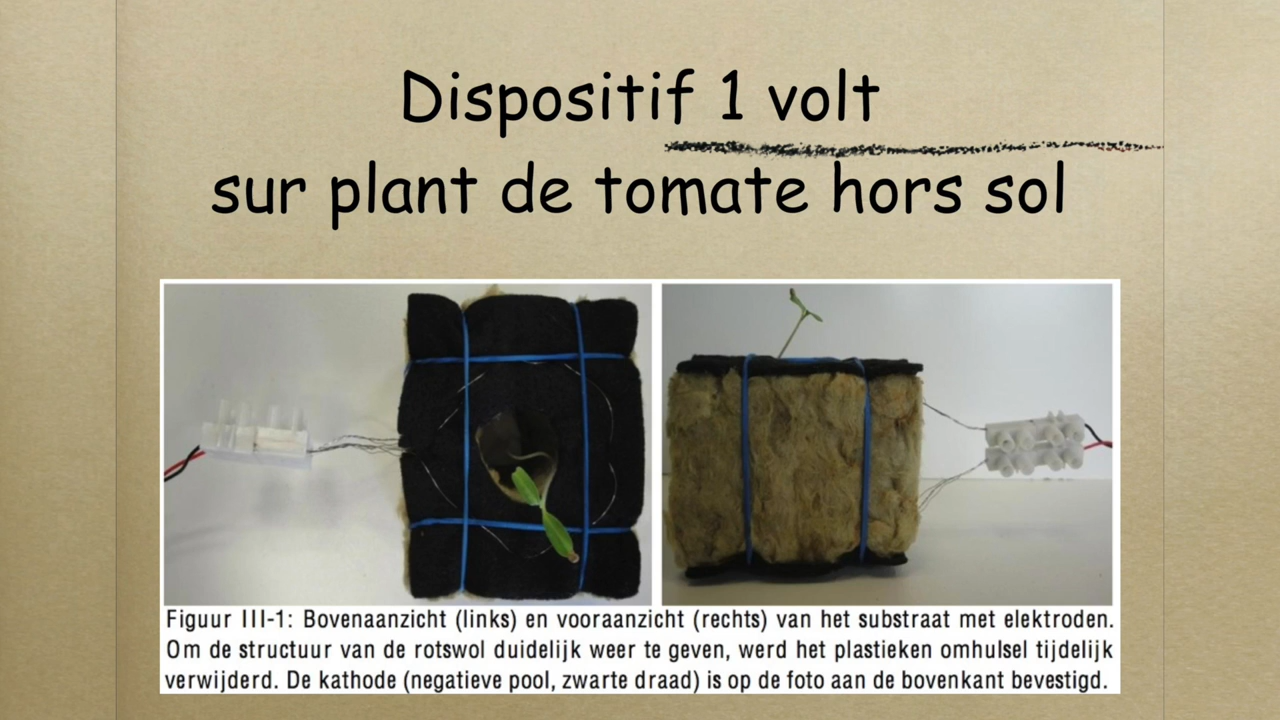 Dispositif 1 volt
sur plant de tomate hors sol
Figuur III-1: Bovenaanzicht (links) en vooraanzicht (rechts) van het substraat met elektroden.
Om de structuur van de rotswol duidelijk weer te geven, werd het plastieken omhulsel tijdelijk
verwijderd. De kathode (negatieve pool, zwarte draad) is op de foto aan de bovenkant bevestigd.